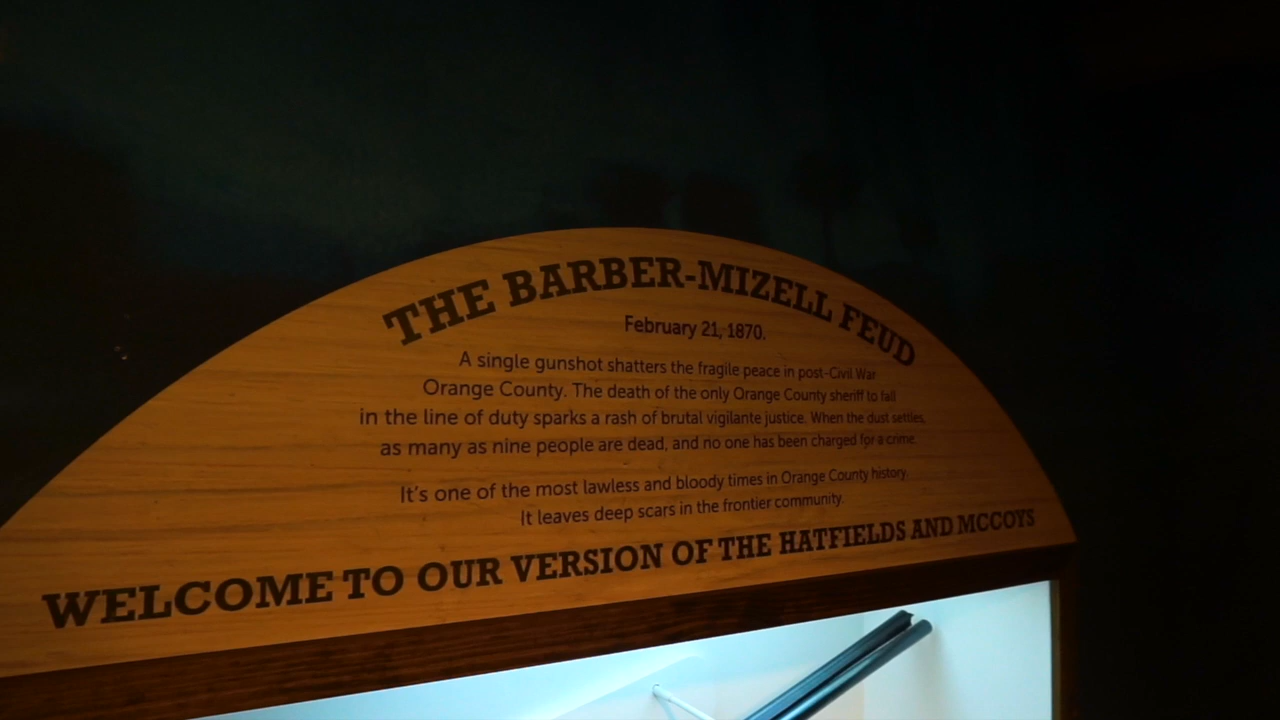 THE BARBER-MIZELL FEUD
February 21, 1870.
A single gunshot shatters the fragile peace in post-Civil War
Orange County. The death of the only Orange County sheriff to fall
in the line of duty sparks a rash of brutal vigilante justice. When the dust settles,
as many as nine people are dead, and no one has been charged for a crime.
It's one of the most lawless and bloody times in Orange County history.
It leaves deep scars in the frontier community.
WELCOME TO OUR VERSION OF THE HATFIELDS AND MCCOYS